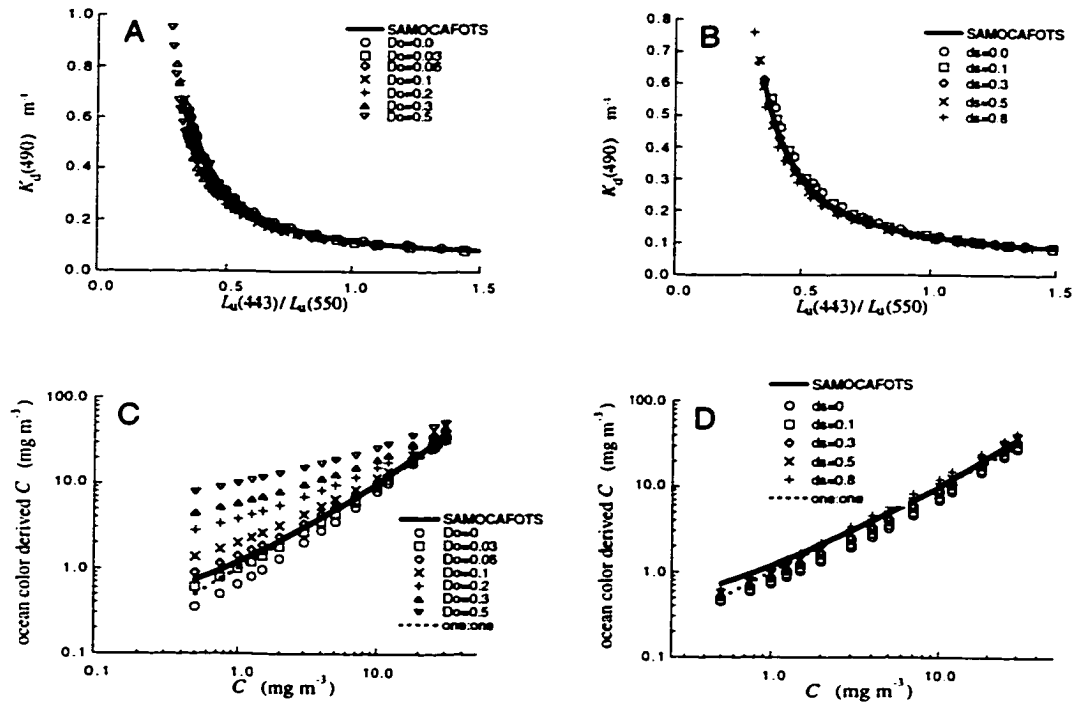 A
SAMOCAFOTS
Do=0.0
Do=0.03
Do=0.06
Do=0.1
Do=0.2
Do=0.3
Do=0.5
1.0
0.8
0.6
0.4
0.2
0.0
K_d(490) m⁻¹
0.0
0.5
1.0
1.5
L_u(443)/ L_u(550)
B
SAMOCAFOTS
ds=0.0
ds=0.1
ds=0.3
ds=0.5
ds=0.8
0.8
0.7
0.6
0.5
0.4
0.3
0.2
0.1
0.0
K_d(490) m⁻¹
0.0
0.5
1.0
1.5
L_u(443)/ L_u(550)
C
100.0
10.0
1.0
0.1
ocean color derived C (mg m⁻³)
SAMOCAFOTS
Do=0
Do=0.03
Do=0.06
Do=0.1
Do=0.2
Do=0.3
Do=0.5
one:one
0.1
1.0
10.0
C (mg m⁻³)
D
SAMOCAFOTS
ds=0
ds=0.1
ds=0.3
ds=0.5
ds=0.8
one:one
100.0
10.0
1.0
0.1
ocean color derived C (mg m⁻³)
1.0
10.0
C (mg m⁻³)